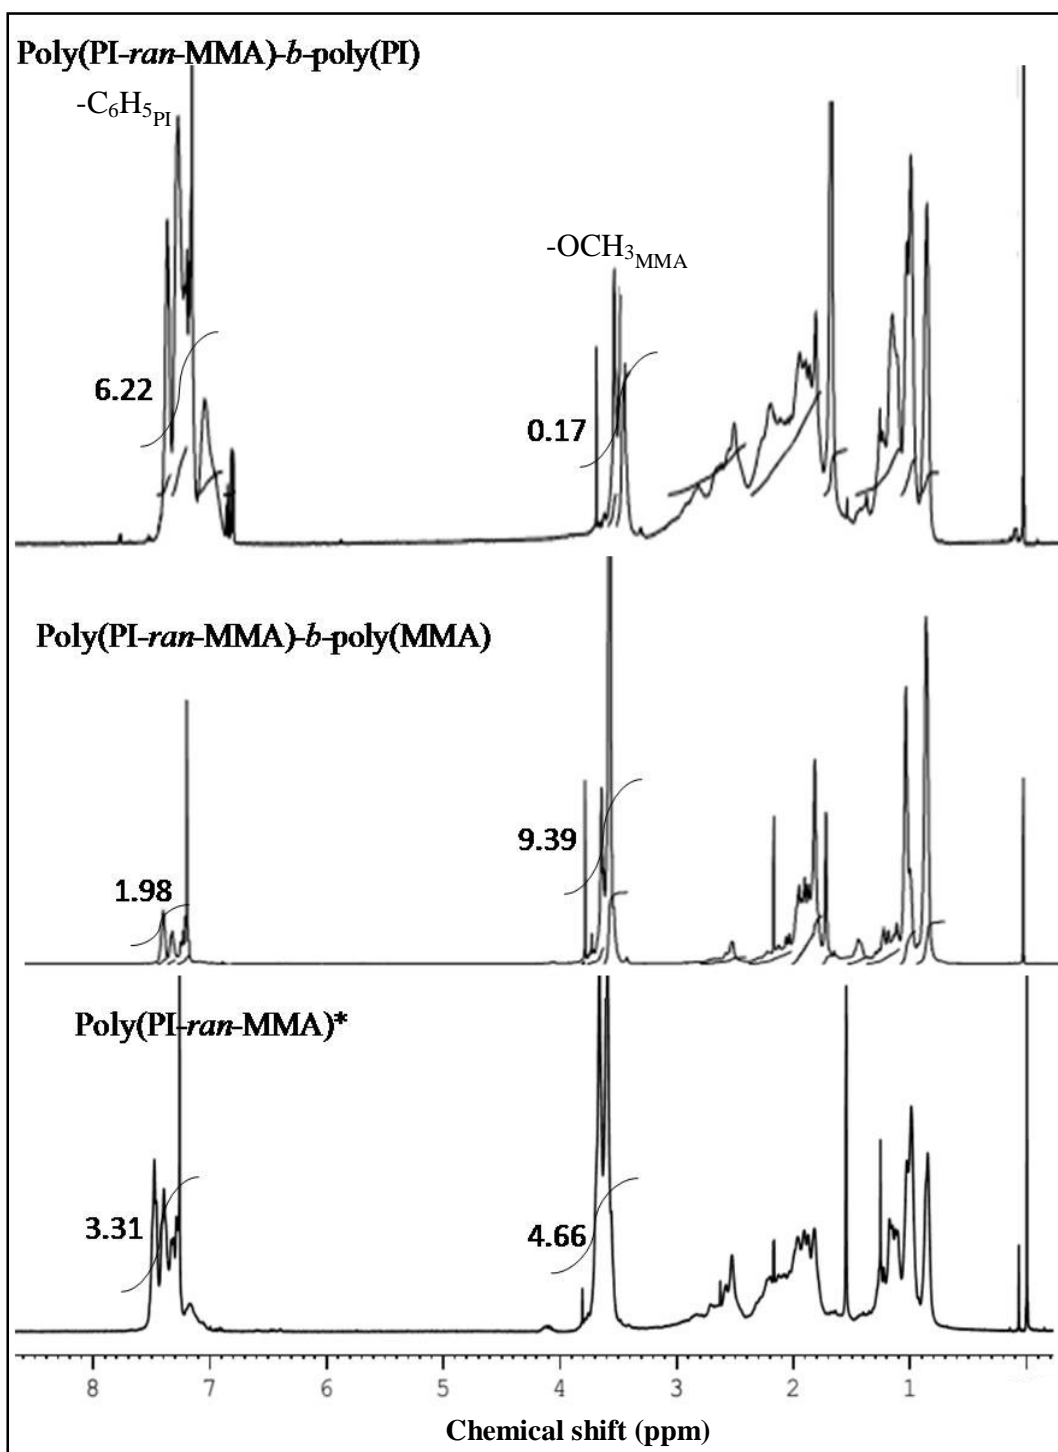 Poly(PI-ran-MMA)-b-poly(PI)
-C₆H₅PI
-OCH₃MMA
6.22
0.17
Poly(PI-ran-MMA)-b-poly(MMA)
9.39
1.98
Poly(PI-ran-MMA)*
3.31
4.66
8 7 6 5 4 3 2 1
Chemical shift (ppm)